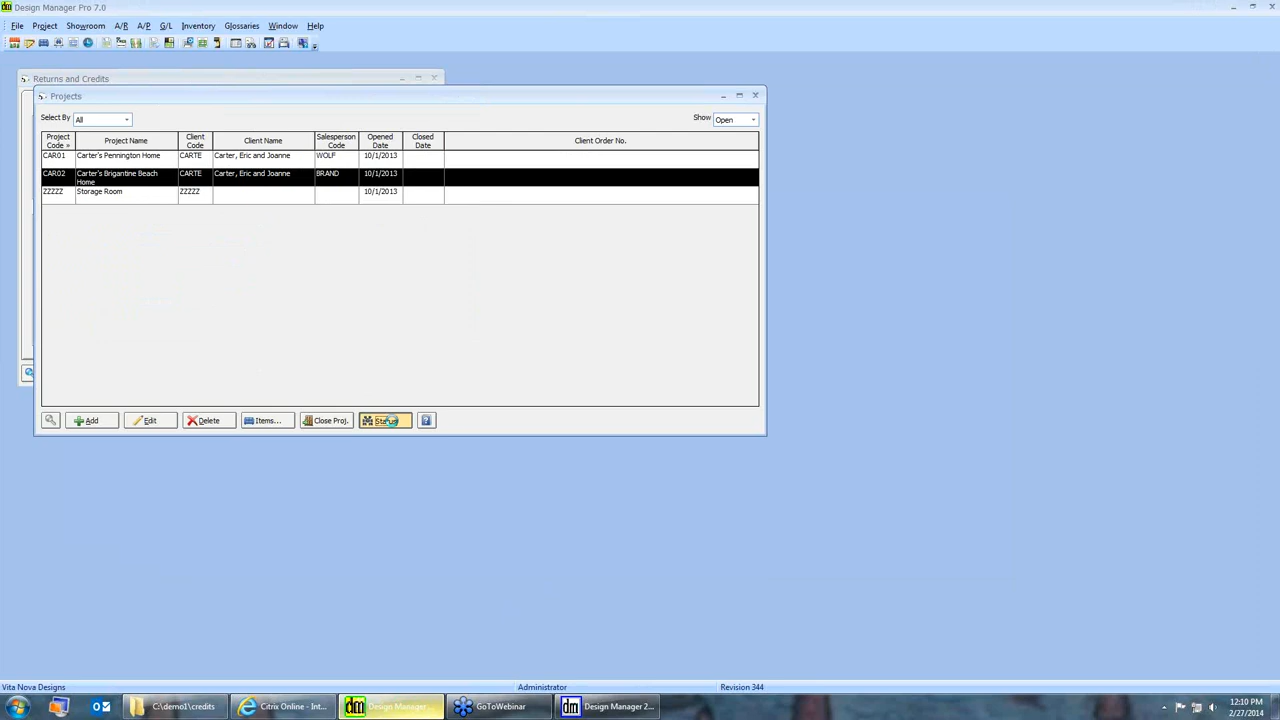 Design Manager Pro 7.0
File Project Showroom A/R A/P G/L Inventory Glossaries Window Help
Returns and Credits
Projects
Select By All Show Open
Project Code » Project Name Client Code Client Name Salesperson Code Opened Date Closed Date Client Order No.
CAR01 Carter's Pennington Home CARTE Carter, Eric and Joanne WOLF 10/1/2013
CAR02 Carter's Brigantine Beach Home CARTE Carter, Eric and Joanne BRAND 10/1/2013
ZZZZZ Storage Room ZZZZZ 10/1/2013
Add Edit Delete Items... Close Proj. Status
Vita Nova Designs Administrator Revision 344
C:\demo1\credits Citrix Online - Int... Design Manager... GoToWebinar Design Manager 2...
12:10 PM
2/27/2014